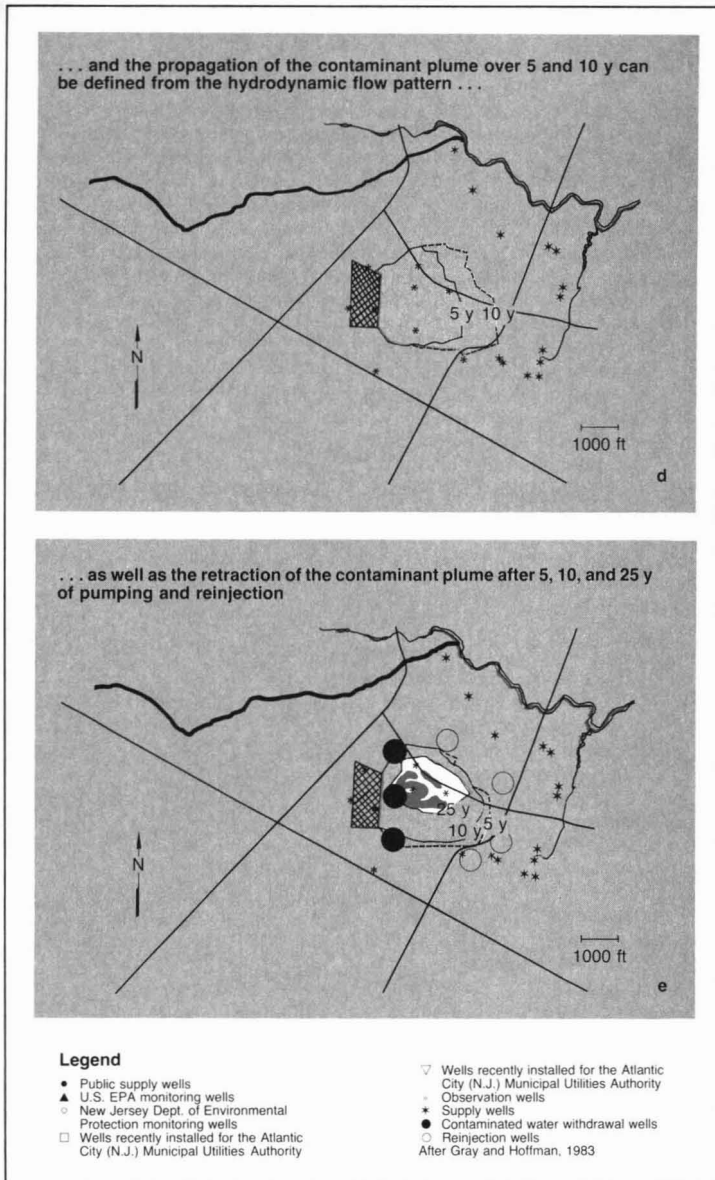 . . . and the propagation of the contaminant plume over 5 and 10 y can
be defined from the hydrodynamic flow pattern . . .
5 y 10 y
N
1000 ft
d
. . . as well as the retraction of the contaminant plume after 5, 10, and 25 y
of pumping and reinjection
25 y
10 y 5 y
N
1000 ft
e
Legend
Public supply wells
U.S. EPA monitoring wells
New Jersey Dept. of Environmental
Protection monitoring wells
Wells recently installed for the Atlantic
City (N.J.) Municipal Utilities Authority
Wells recently installed for the Atlantic
City (N.J.) Municipal Utilities Authority
Observation wells
Supply wells
Contaminated water withdrawal wells
Reinjection wells
After Gray and Hoffman, 1983